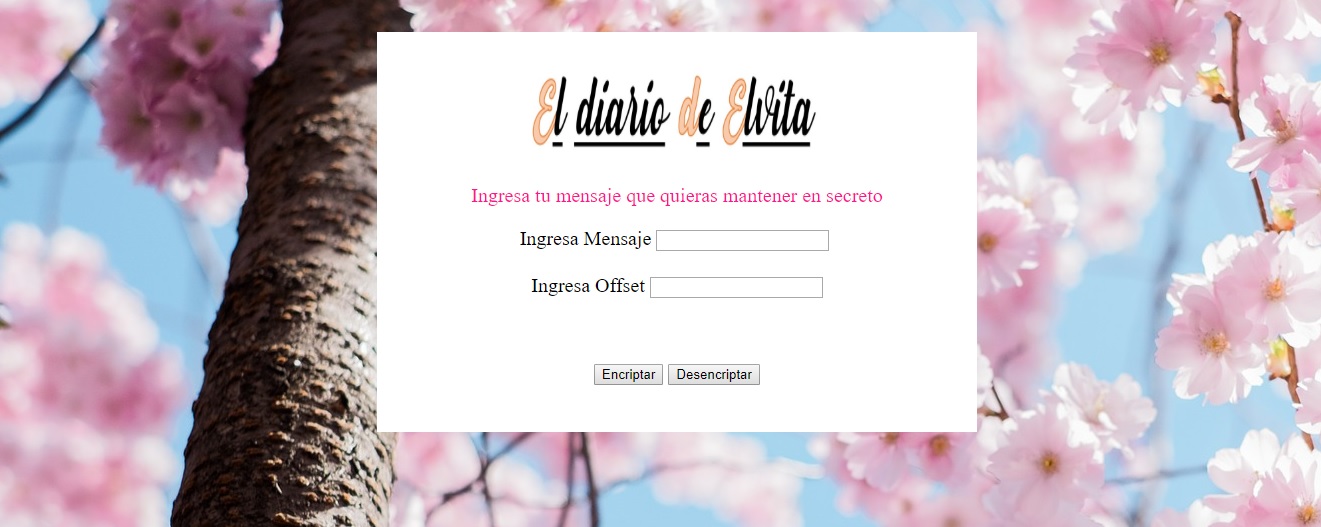 El diario de Elvita
Ingresa tu mensaje que quieras mantener en secreto
Ingresa Mensaje
Ingresa Offset
Encriptar Desencriptar